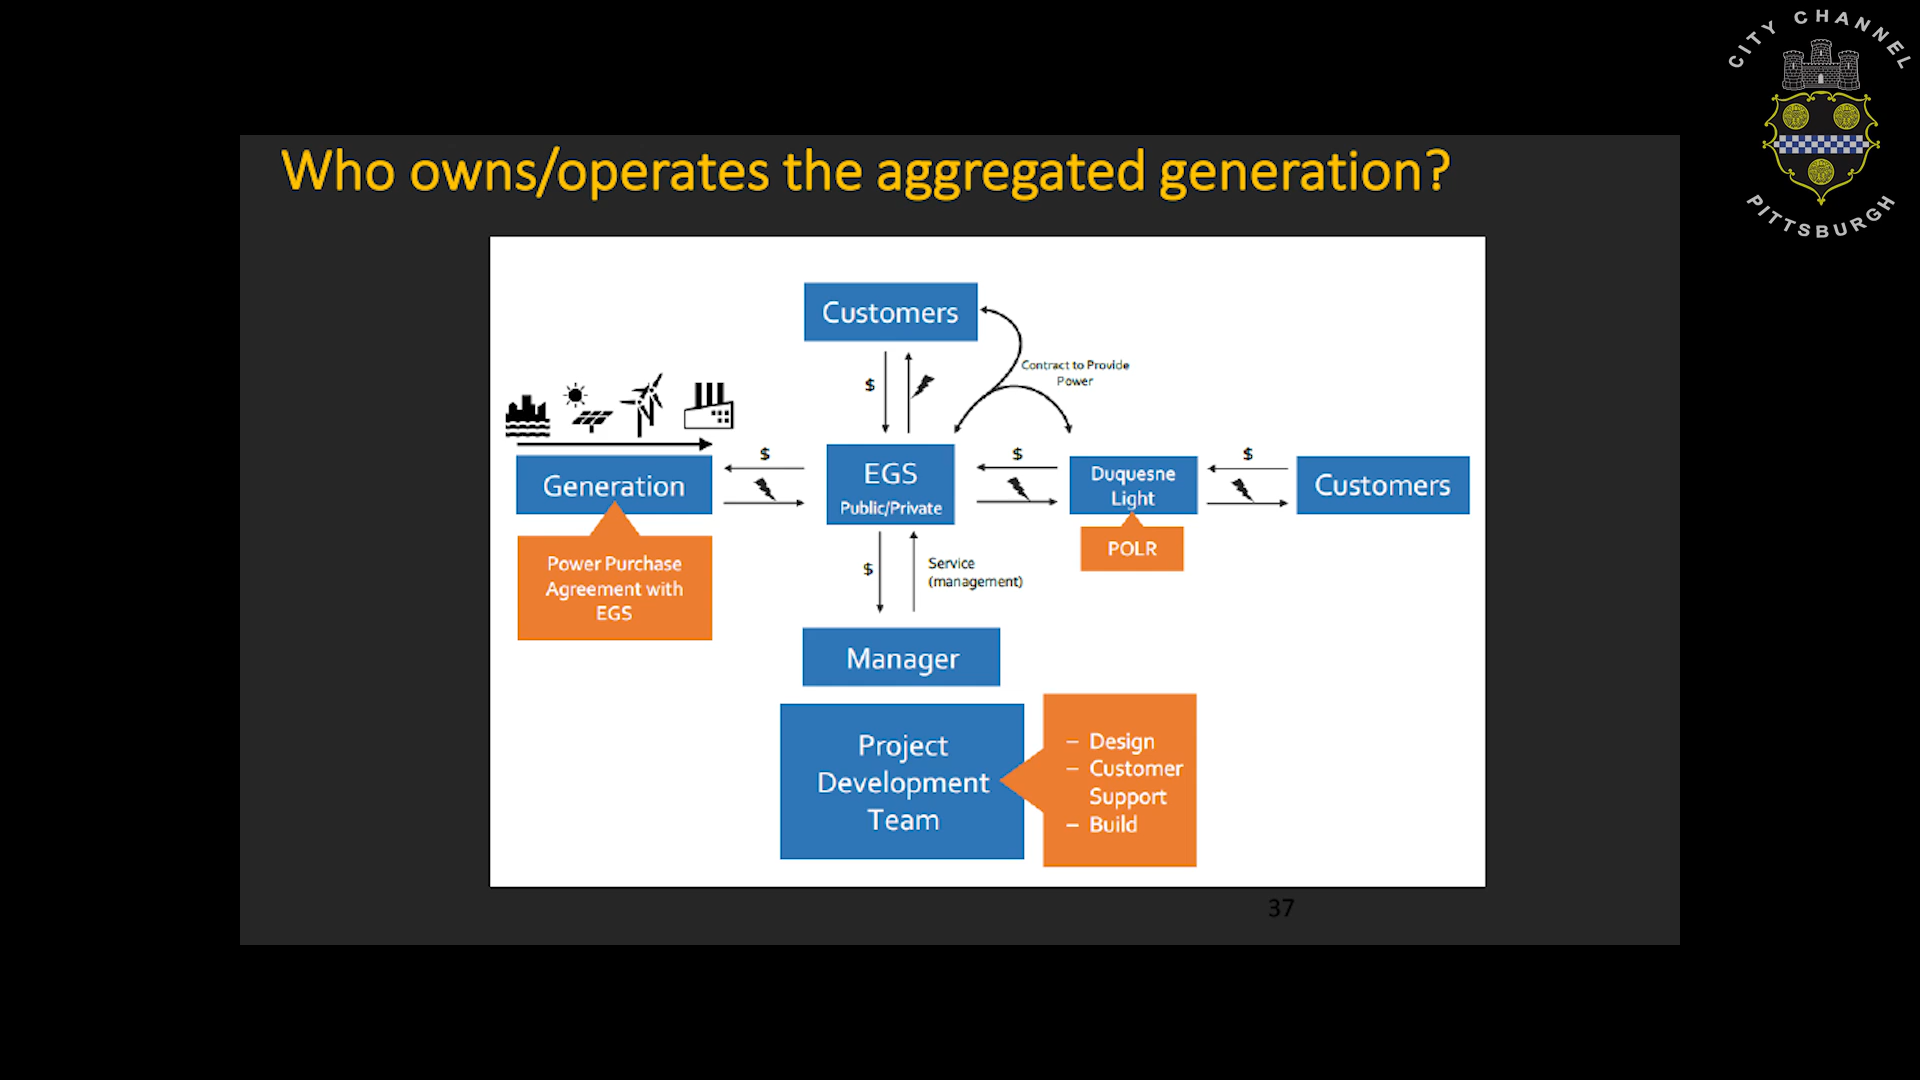 CITY CHANNEL
PITTSBURGH
Who owns/operates the aggregated generation?
Customers
Contract to Provide
Power
$
$
EGS
Public/Private
$
Duquesne
Light
$
Customers
Generation
$
POLR
Power Purchase
Agreement with
EGS
$
Service
(management)
Manager
Project
Development
Team
– Design
– Customer
Support
– Build
37